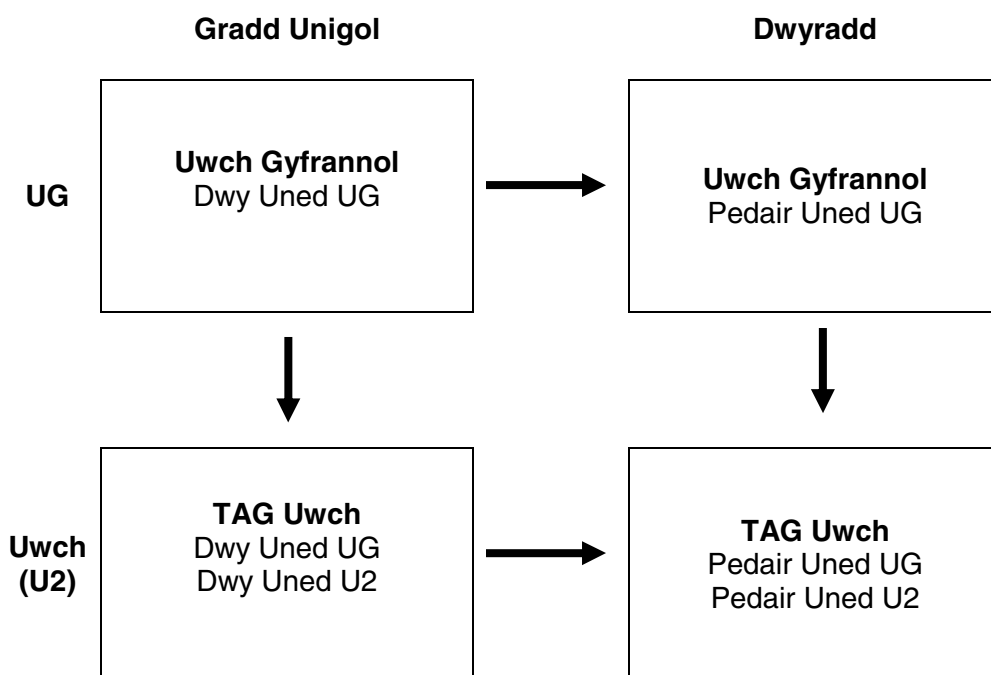 Gradd Unigol
Dwyradd
UG
Uwch Gyfrannol
Dwy Uned UG
Uwch Gyfrannol
Pedair Uned UG
Uwch
(U2)
TAG Uwch
Dwy Uned UG
Dwy Uned U2
TAG Uwch
Pedair Uned UG
Pedair Uned U2